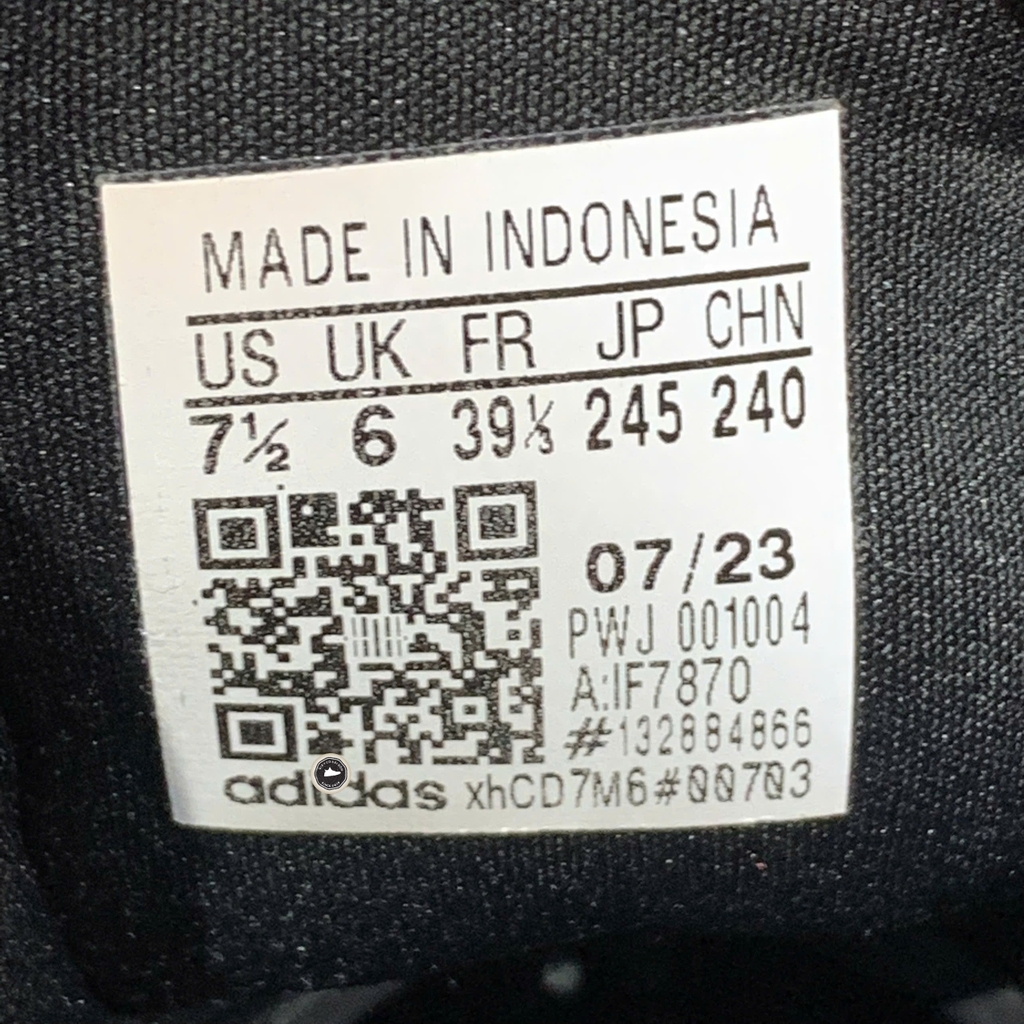 MADE IN INDONESIA
US UK FR JP CHN
7½ 6 39⅓ 245 240
07/23
PWJ 001004
A:IF7870
#132884866
adidas xhCD7M6#00703